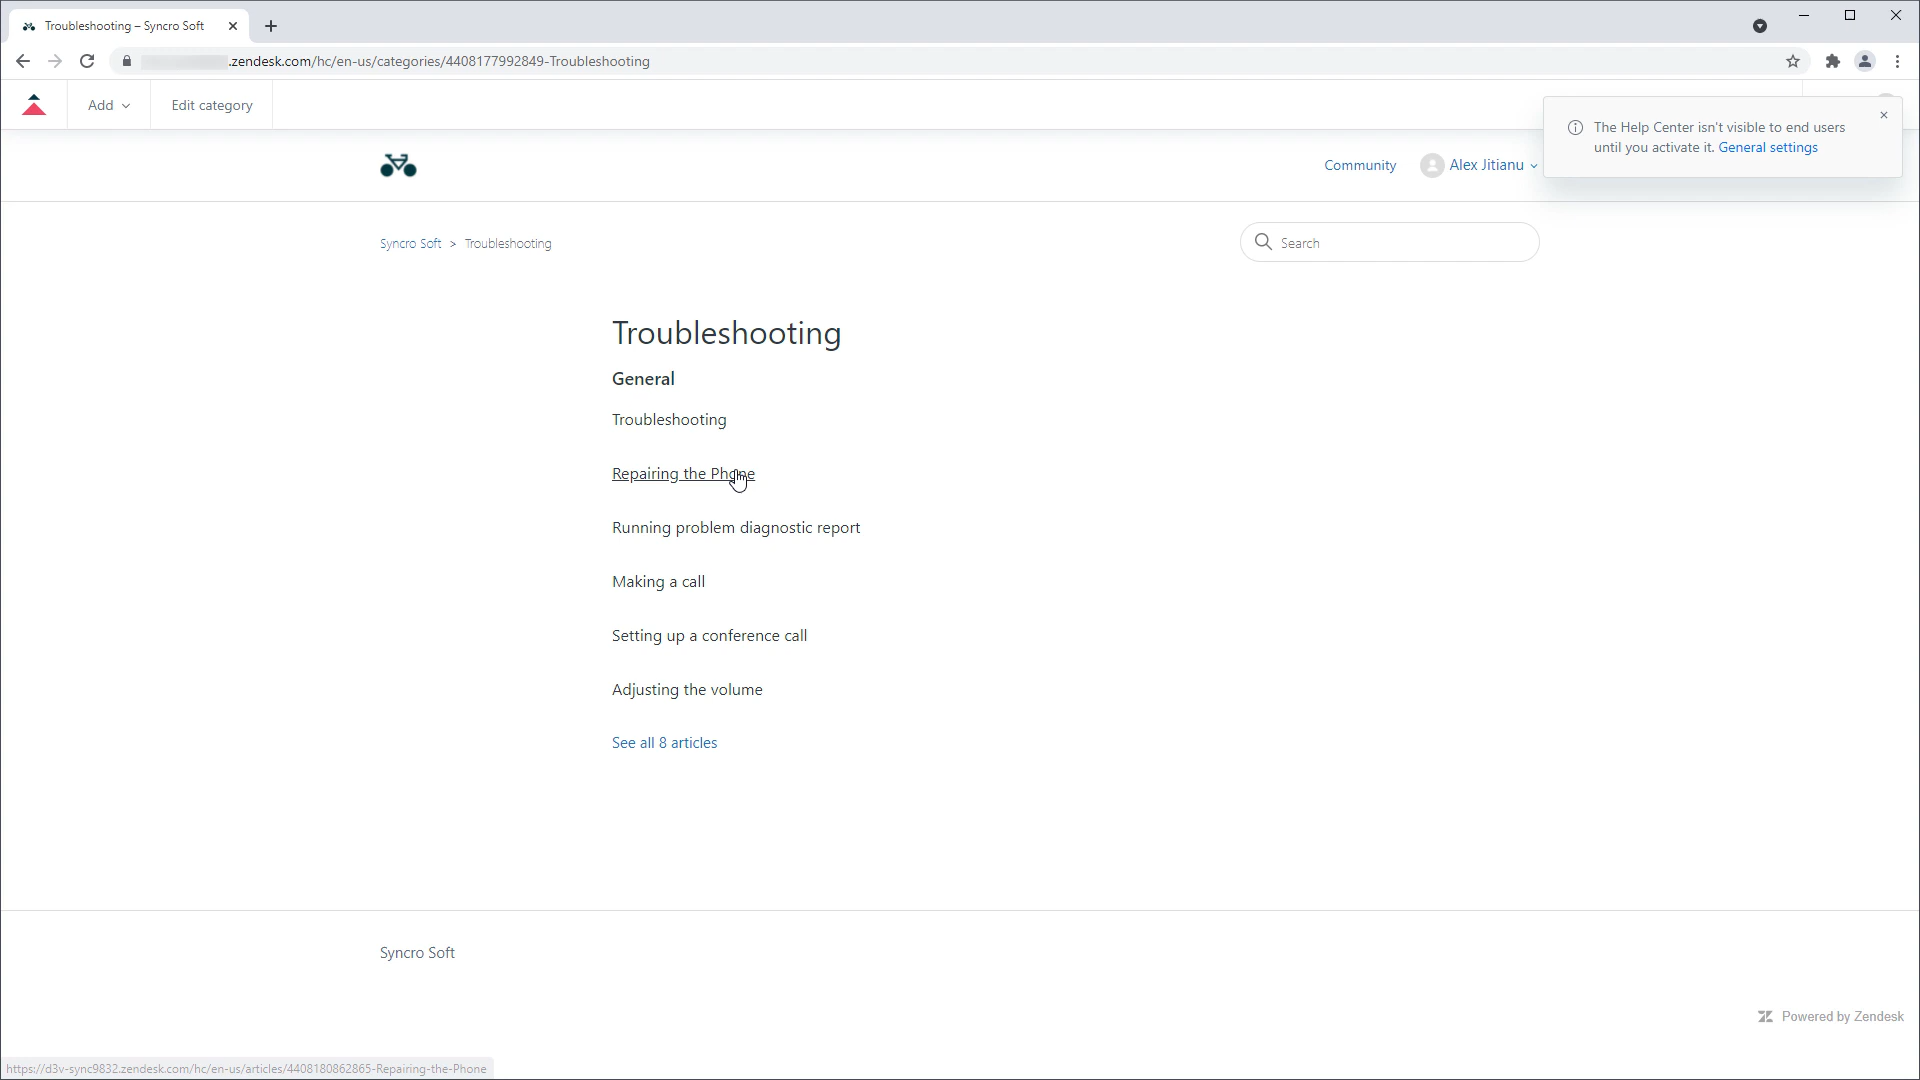 Troubleshooting – Syncro Soft
.zendesk.com/hc/en-us/categories/4408177992849-Troubleshooting
Add
Edit category
The Help Center isn't visible to end users
until you activate it. General settings
Community
Alex Jitianu
Syncro Soft > Troubleshooting
Search
Troubleshooting
General
Troubleshooting
Repairing the Phone
Running problem diagnostic report
Making a call
Setting up a conference call
Adjusting the volume
See all 8 articles
Syncro Soft
Powered by Zendesk
https://d3v-sync9832.zendesk.com/hc/en-us/articles/4408180862865-Repairing-the-Phone